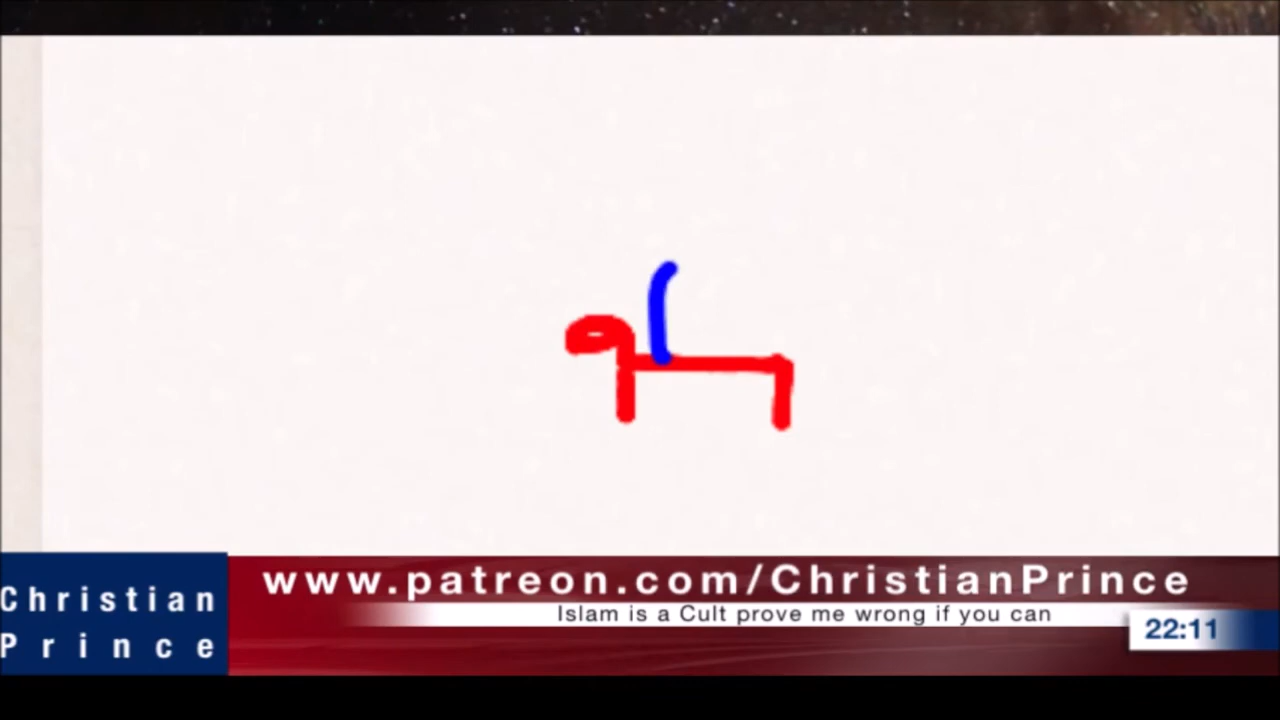 www.patreon.com/ChristianPrince
Islam is a Cult prove me wrong if you can
Christian
Prince
22:11